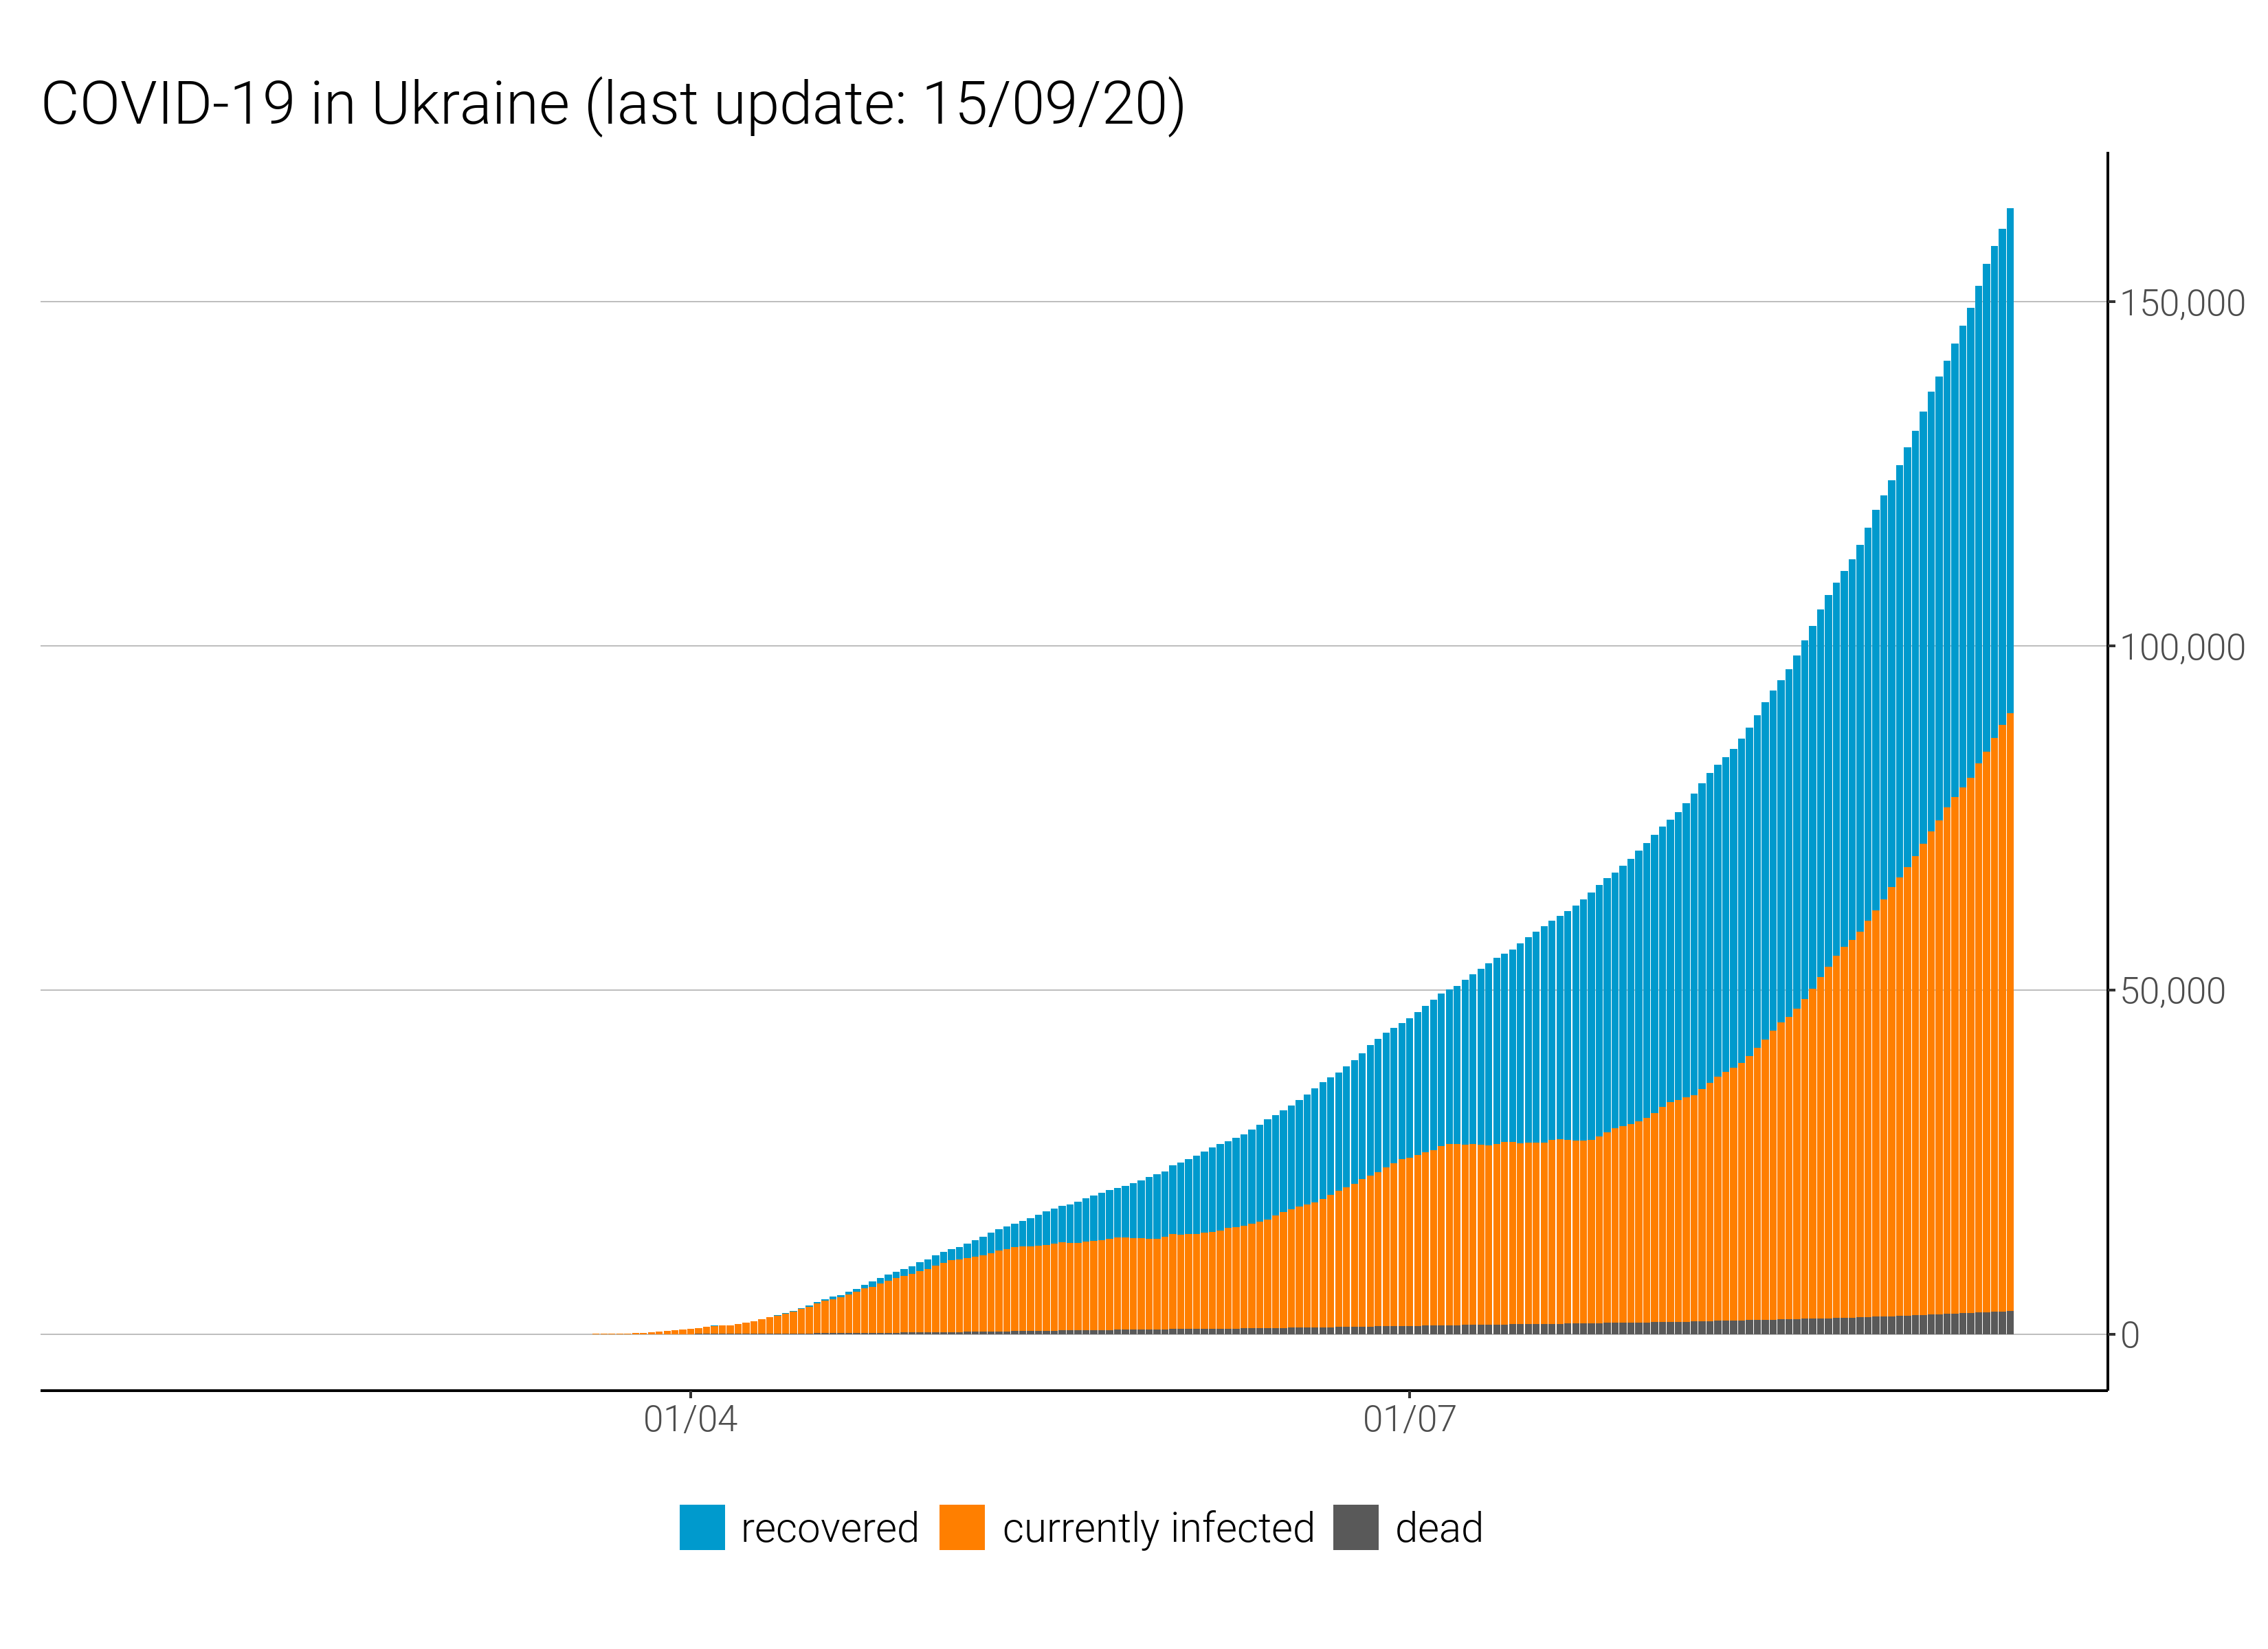 COVID-19 in Ukraine (last update: 15/09/20)
150,000
100,000
50,000
0
01/04 01/07
recovered currently infected dead